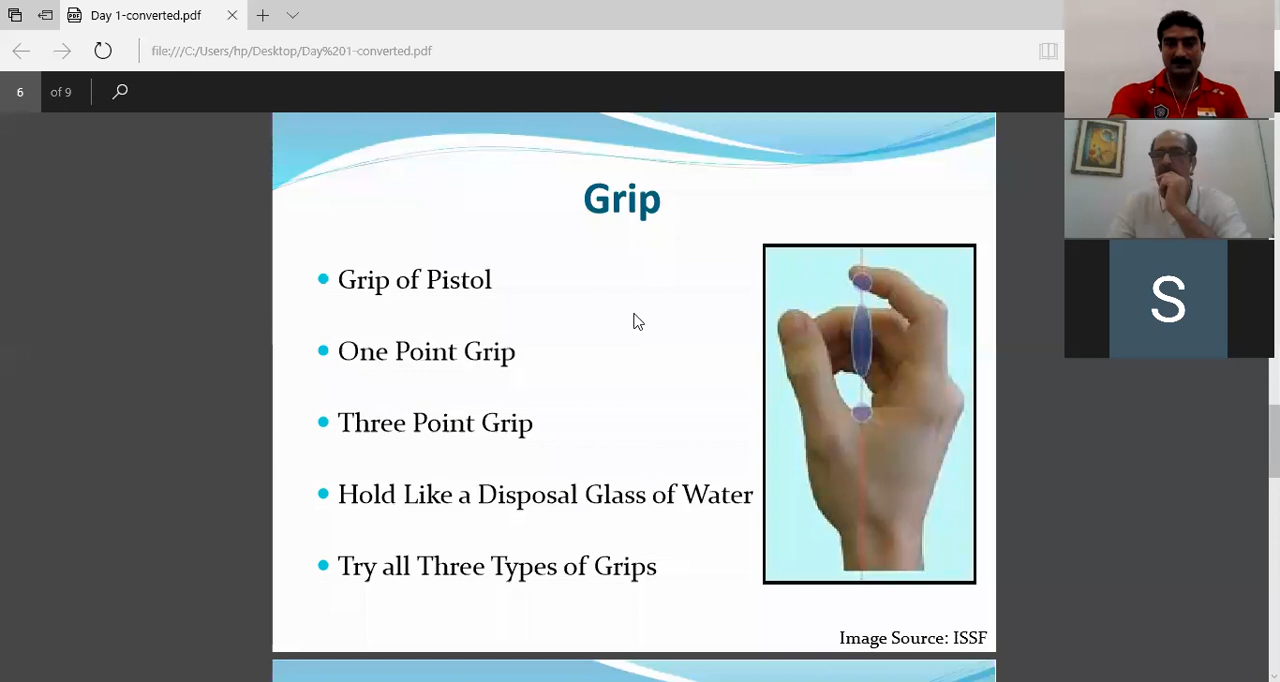 Day 1-converted.pdf
file:///C:/Users/hp/Desktop/Day%201-converted.pdf
6 of 9
Grip
Grip of Pistol
One Point Grip
Three Point Grip
Hold Like a Disposal Glass of Water
Try all Three Types of Grips
Image Source: ISSF
S